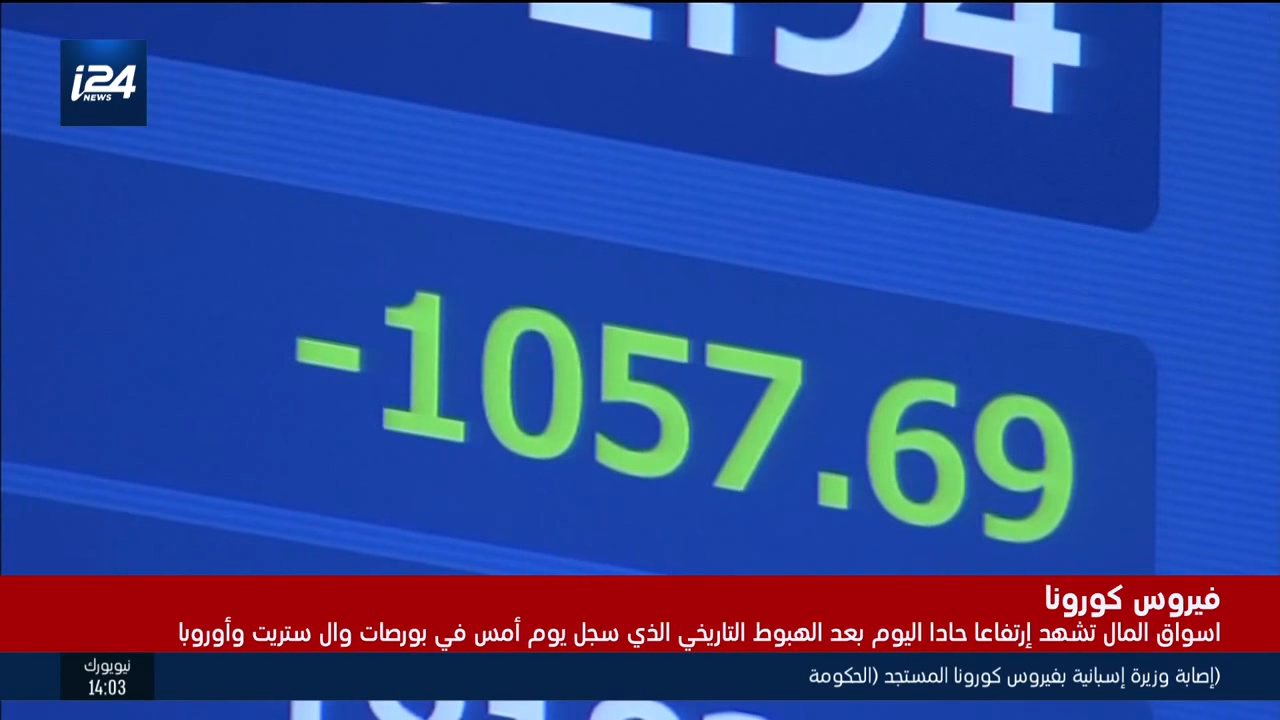 i24
NEWS
-1057.69
فيروس كورونا
اسواق المال تشهد إرتفاعا حادا اليوم بعد الهبوط التاريخي الذي سجل يوم أمس في بورصات وال ستريت وأوروبا
(إصابة وزيرة إسبانية بفيروس كورونا المستجد (الحكومة
نيويورك
14:03